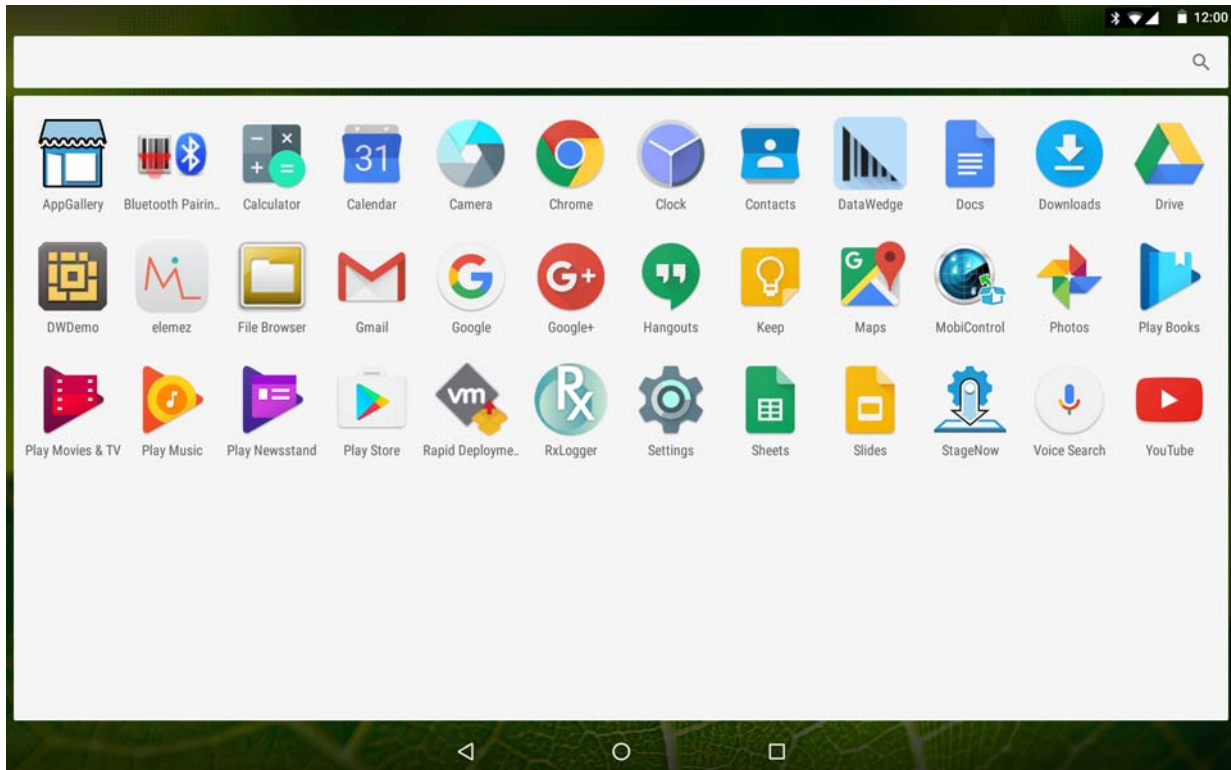 12:00
31
AppGallery Bluetooth Pairin.. Calculator Calendar Camera Chrome Clock Contacts DataWedge Docs Downloads Drive
G+ G
DWDemo elemez File Browser Gmail Google Google+ Hangouts Keep Maps MobiControl Photos Play Books
vm Rx
Play Movies & TV Play Music Play Newsstand Play Store Rapid Deployme.. RxLogger Settings Sheets Slides StageNow Voice Search YouTube